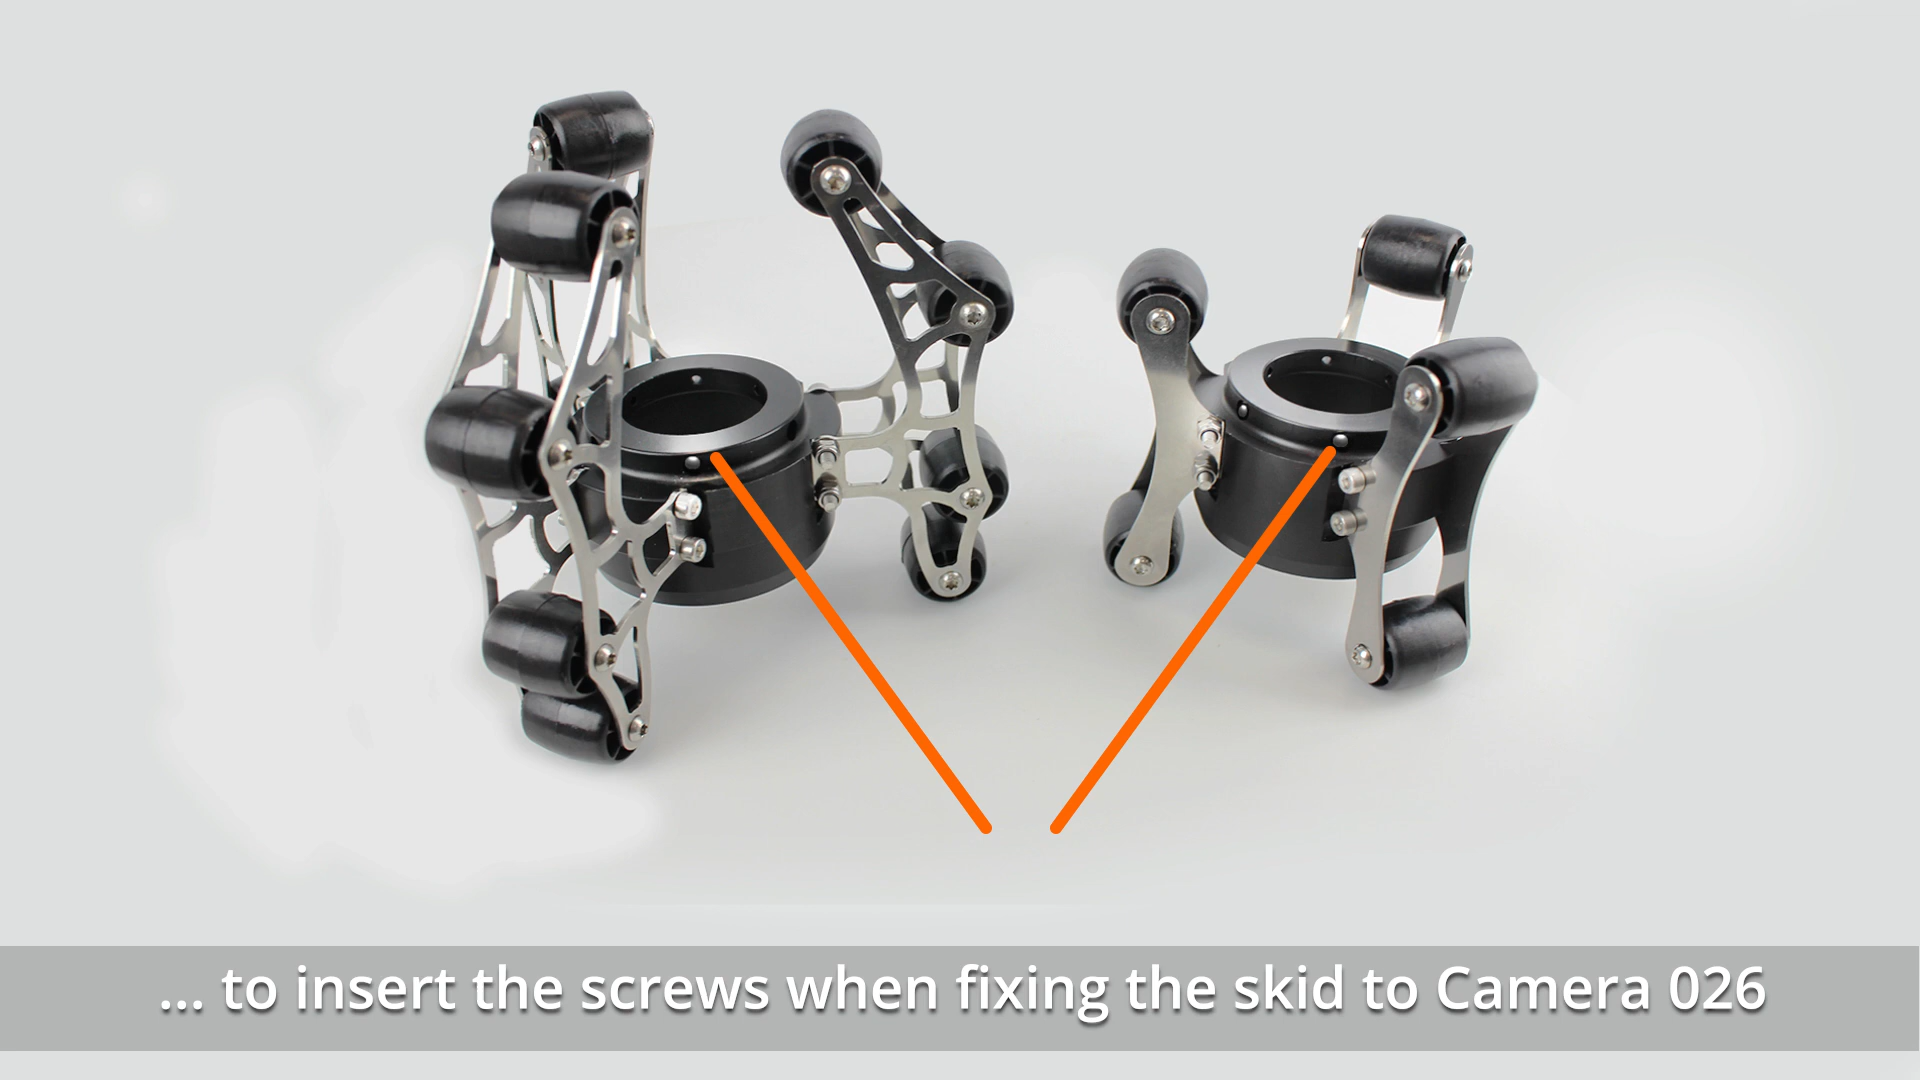 ... to insert the screws when fixing the skid to Camera 026